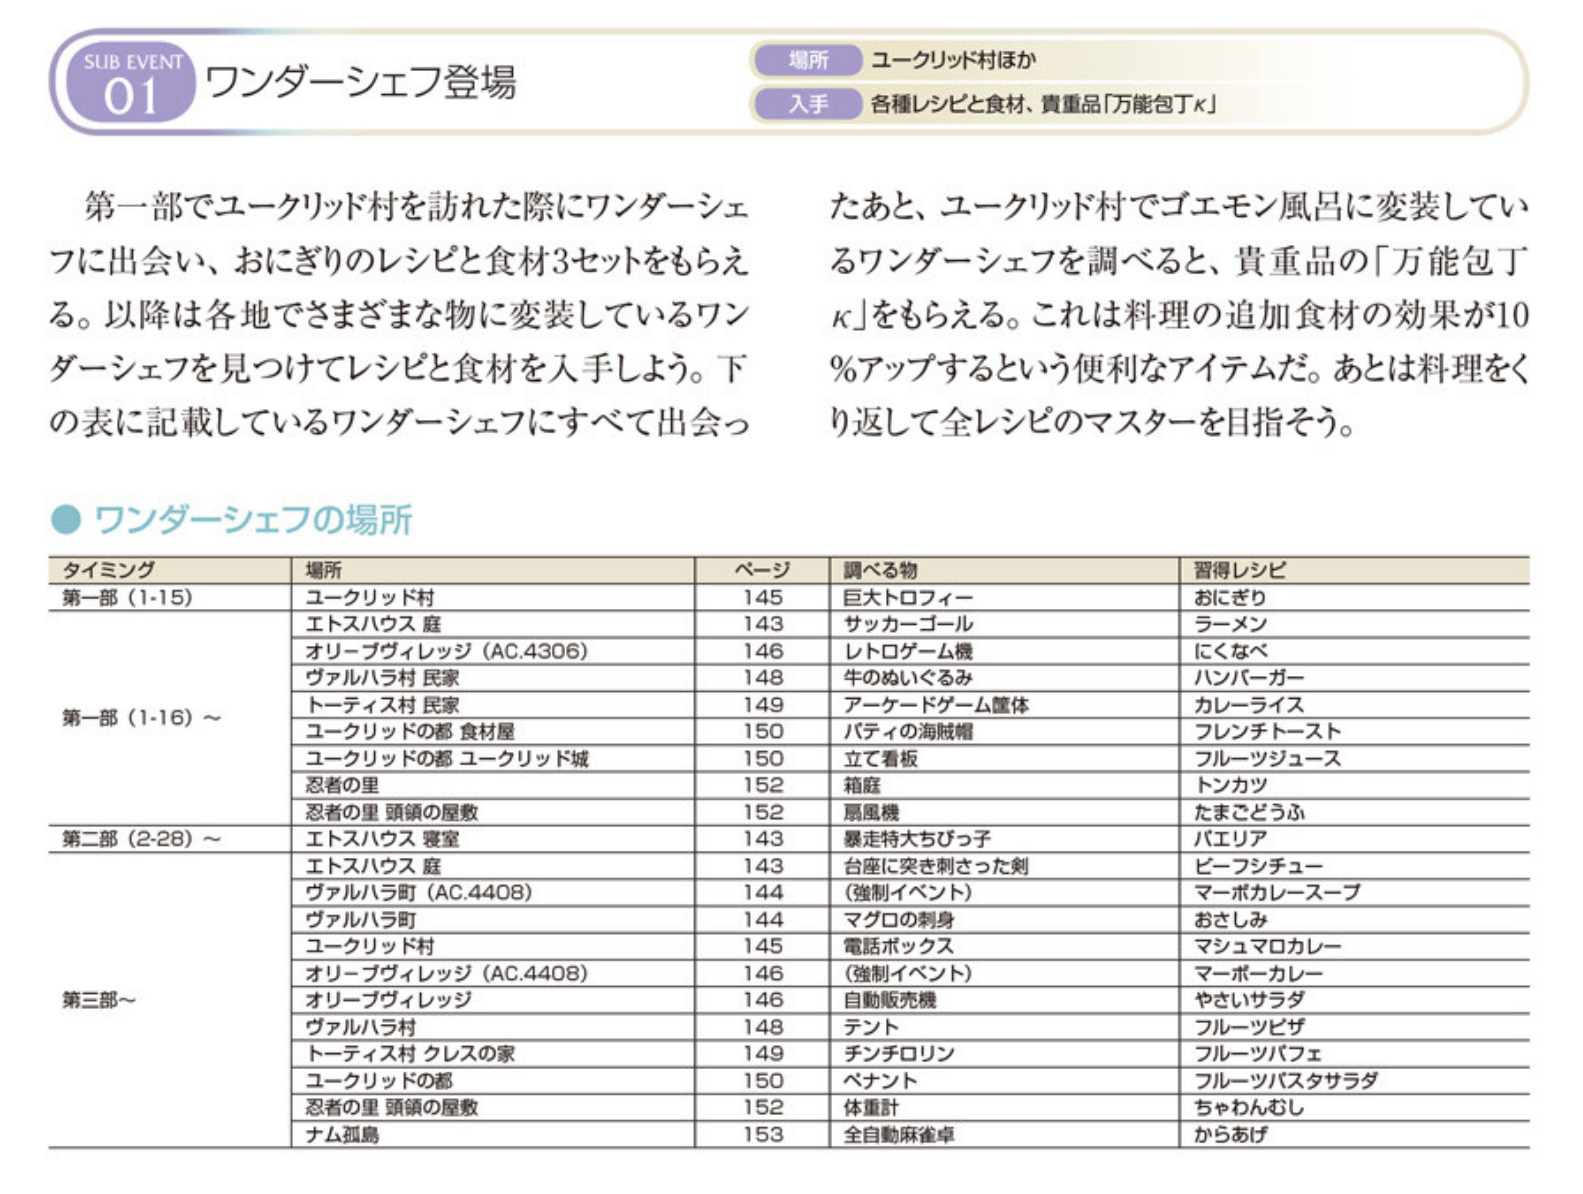 SUB EVENT
01
ワンダーシェフ登場
場所 ユークリッド村ほか
入手 各種レシピと食材、貴重品「万能包丁κ」
第一部でユークリッド村を訪れた際にワンダーシェ
フに出会い、おにぎりのレシピと食材3セットをもらえ
る。以降は各地でさまざまな物に変装しているワン
ダーシェフを見つけてレシピと食材を入手しよう。下
の表に記載しているワンダーシェフにすべて出会っ
たあと、ユークリッド村でゴエモン風呂に変装してい
るワンダーシェフを調べると、貴重品の「万能包丁
κ」をもらえる。これは料理の追加食材の効果が10
%アップするという便利なアイテムだ。あとは料理をく
り返して全レシピのマスターを目指そう。
● ワンダーシェフの場所
タイミング 場所 ページ 調べる物 習得レシピ
第一部（1-15） ユークリッド村 145 巨大トロフィー おにぎり
エトスハウス 庭 143 サッカーゴール ラーメン
オリーブヴィレッジ（AC.4306） 146 レトロゲーム機 にくなべ
ヴァルハラ村 民家 148 牛のぬいぐるみ ハンバーガー
第一部（1-16）～ トーティス村 民家 149 アーケードゲーム筐体 カレーライス
ユークリッドの都 食材屋 150 パティの海賊帽 フレンチトースト
ユークリッドの都 ユークリッド城 150 立て看板 フルーツジュース
忍者の里 152 箱庭 トンカツ
忍者の里 頭領の屋敷 152 扇風機 たまごどうふ
第二部（2-28）～ エトスハウス 寝室 143 暴走特大ちびっ子 パエリア
エトスハウス 庭 143 台座に突き刺さった剣 ビーフシチュー
ヴァルハラ町（AC.4408） 144 （強制イベント） マーボカレースープ
ヴァルハラ町 144 マグロの刺身 おさしみ
ユークリッド村 145 電話ボックス マシュマロカレー
オリーブヴィレッジ（AC.4408） 146 （強制イベント） マーボーカレー
第三部～ オリーブヴィレッジ 146 自動販売機 やさいサラダ
ヴァルハラ村 148 テント フルーツピザ
トーティス村 クレスの家 149 チンチロリン フルーツパフェ
ユークリッドの都 150 ペナント フルーツパスタサラダ
忍者の里 頭領の屋敷 152 体重計 ちゃわんむし
ナム孤島 153 全自動麻雀卓 からあげ